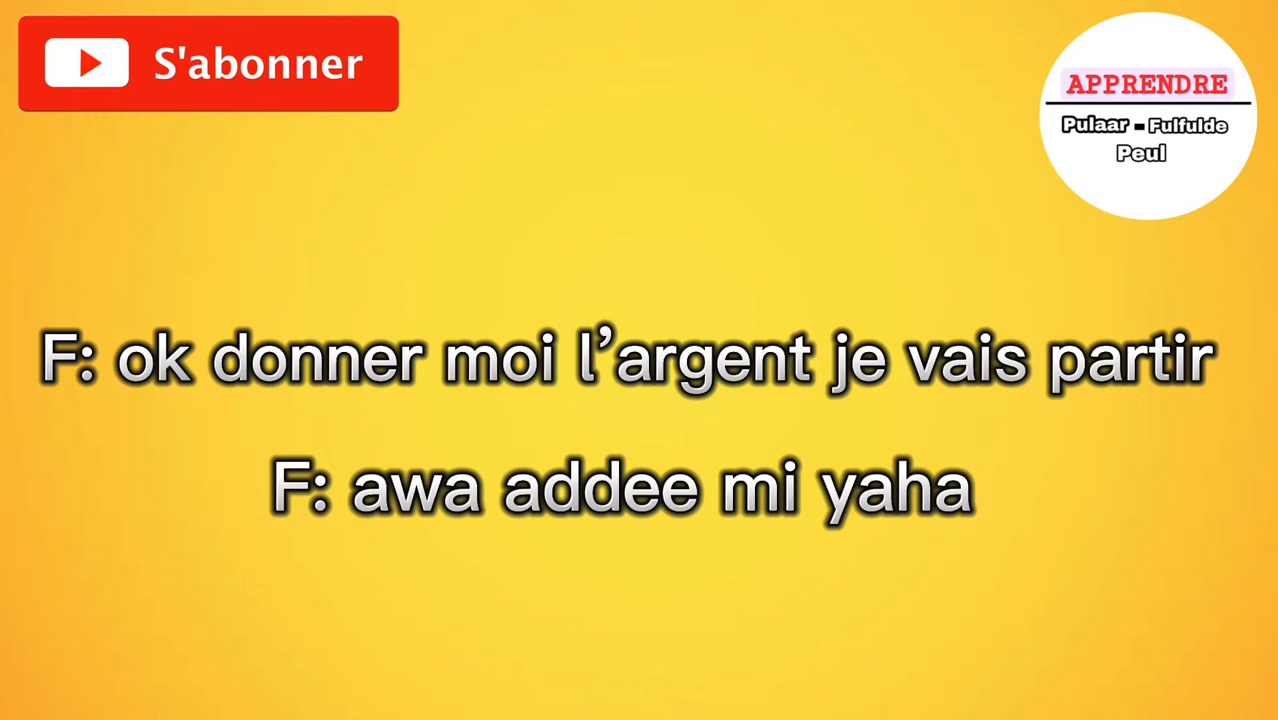 S'abonner
APPRENDRE
Pulaar - Fulfulde
Peul
F: ok donner moi l’argent je vais partir
F: awa addee mi yaha